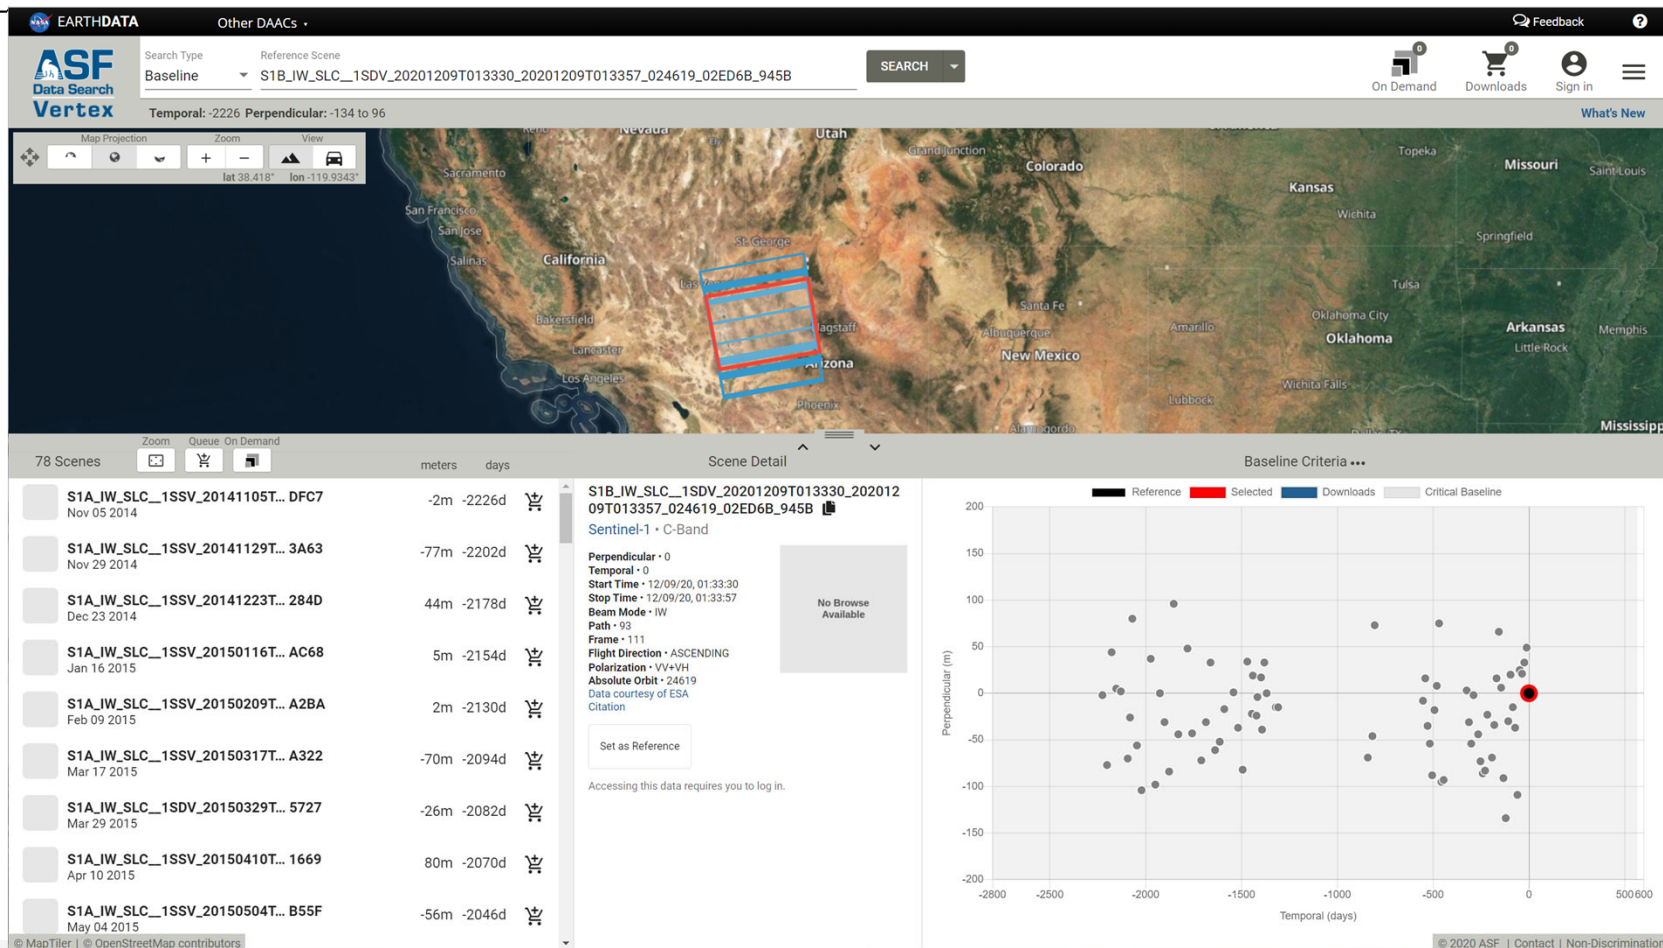 EARTHDATA Other DAACs Feedback ?
ASF
Data Search
Vertex
Search Type Reference Scene
Baseline S1B_IW_SLC__1SDV_20201209T013330_20201209T013357_024619_02ED6B_945B SEARCH
0 0
On Demand Downloads Sign in
Temporal: -2226 Perpendicular: -134 to 96 What's New
Map Projection Zoom View
+ −
lat 38.418° lon -119.9343°
Reno Nevada Ely Utah Grand Junction Colorado Topeka Missouri Saint Louis
Sacramento Kansas
San Francisco Wichita
San Jose St. George Springfield
Salinas California
Las Tulsa
Santa Fe
Bakersfield lagstaff Albuquerque Amarillo Oklahoma City Arkansas Memphis
Oklahoma
Lancaster Arizona New Mexico Little Rock
Los Angeles Wichita Falls
Phoenix Lubbock
Alamogordo Mississipp
Zoom Queue On Demand
78 Scenes meters days Scene Detail Baseline Criteria •••
S1A_IW_SLC__1SSV_20141105T... DFC7 -2m -2226d
Nov 05 2014
S1A_IW_SLC__1SSV_20141129T... 3A63 -77m -2202d
Nov 29 2014
S1A_IW_SLC__1SSV_20141223T... 284D 44m -2178d
Dec 23 2014
S1A_IW_SLC__1SSV_20150116T... AC68 5m -2154d
Jan 16 2015
S1A_IW_SLC__1SSV_20150209T... A2BA 2m -2130d
Feb 09 2015
S1A_IW_SLC__1SSV_20150317T... A322 -70m -2094d
Mar 17 2015
S1A_IW_SLC__1SDV_20150329T... 5727 -26m -2082d
Mar 29 2015
S1A_IW_SLC__1SSV_20150410T... 1669 80m -2070d
Apr 10 2015
S1A_IW_SLC__1SSV_20150504T... B55F -56m -2046d
May 04 2015
© MapTiler | © OpenStreetMap contributors
S1B_IW_SLC__1SDV_20201209T013330_202012
09T013357_024619_02ED6B_945B
Sentinel-1 • C-Band
Perpendicular • 0
Temporal • 0
Start Time • 12/09/20, 01:33:30
Stop Time • 12/09/20, 01:33:57
Beam Mode • IW
Path • 93
Frame • 111
Flight Direction • ASCENDING
Polarization • VV+VH
Absolute Orbit • 24619
Data courtesy of ESA
Citation
No Browse
Available
Set as Reference
Accessing this data requires you to log in.
Reference Selected Downloads Critical Baseline
200
150
100
50
0
-50
-100
-150
-200
Perpendicular (m)
-2800 -2500 -2000 -1500 -1000 -500 0 500 600
Temporal (days)
© 2020 ASF | Contact | Non-Discrimination